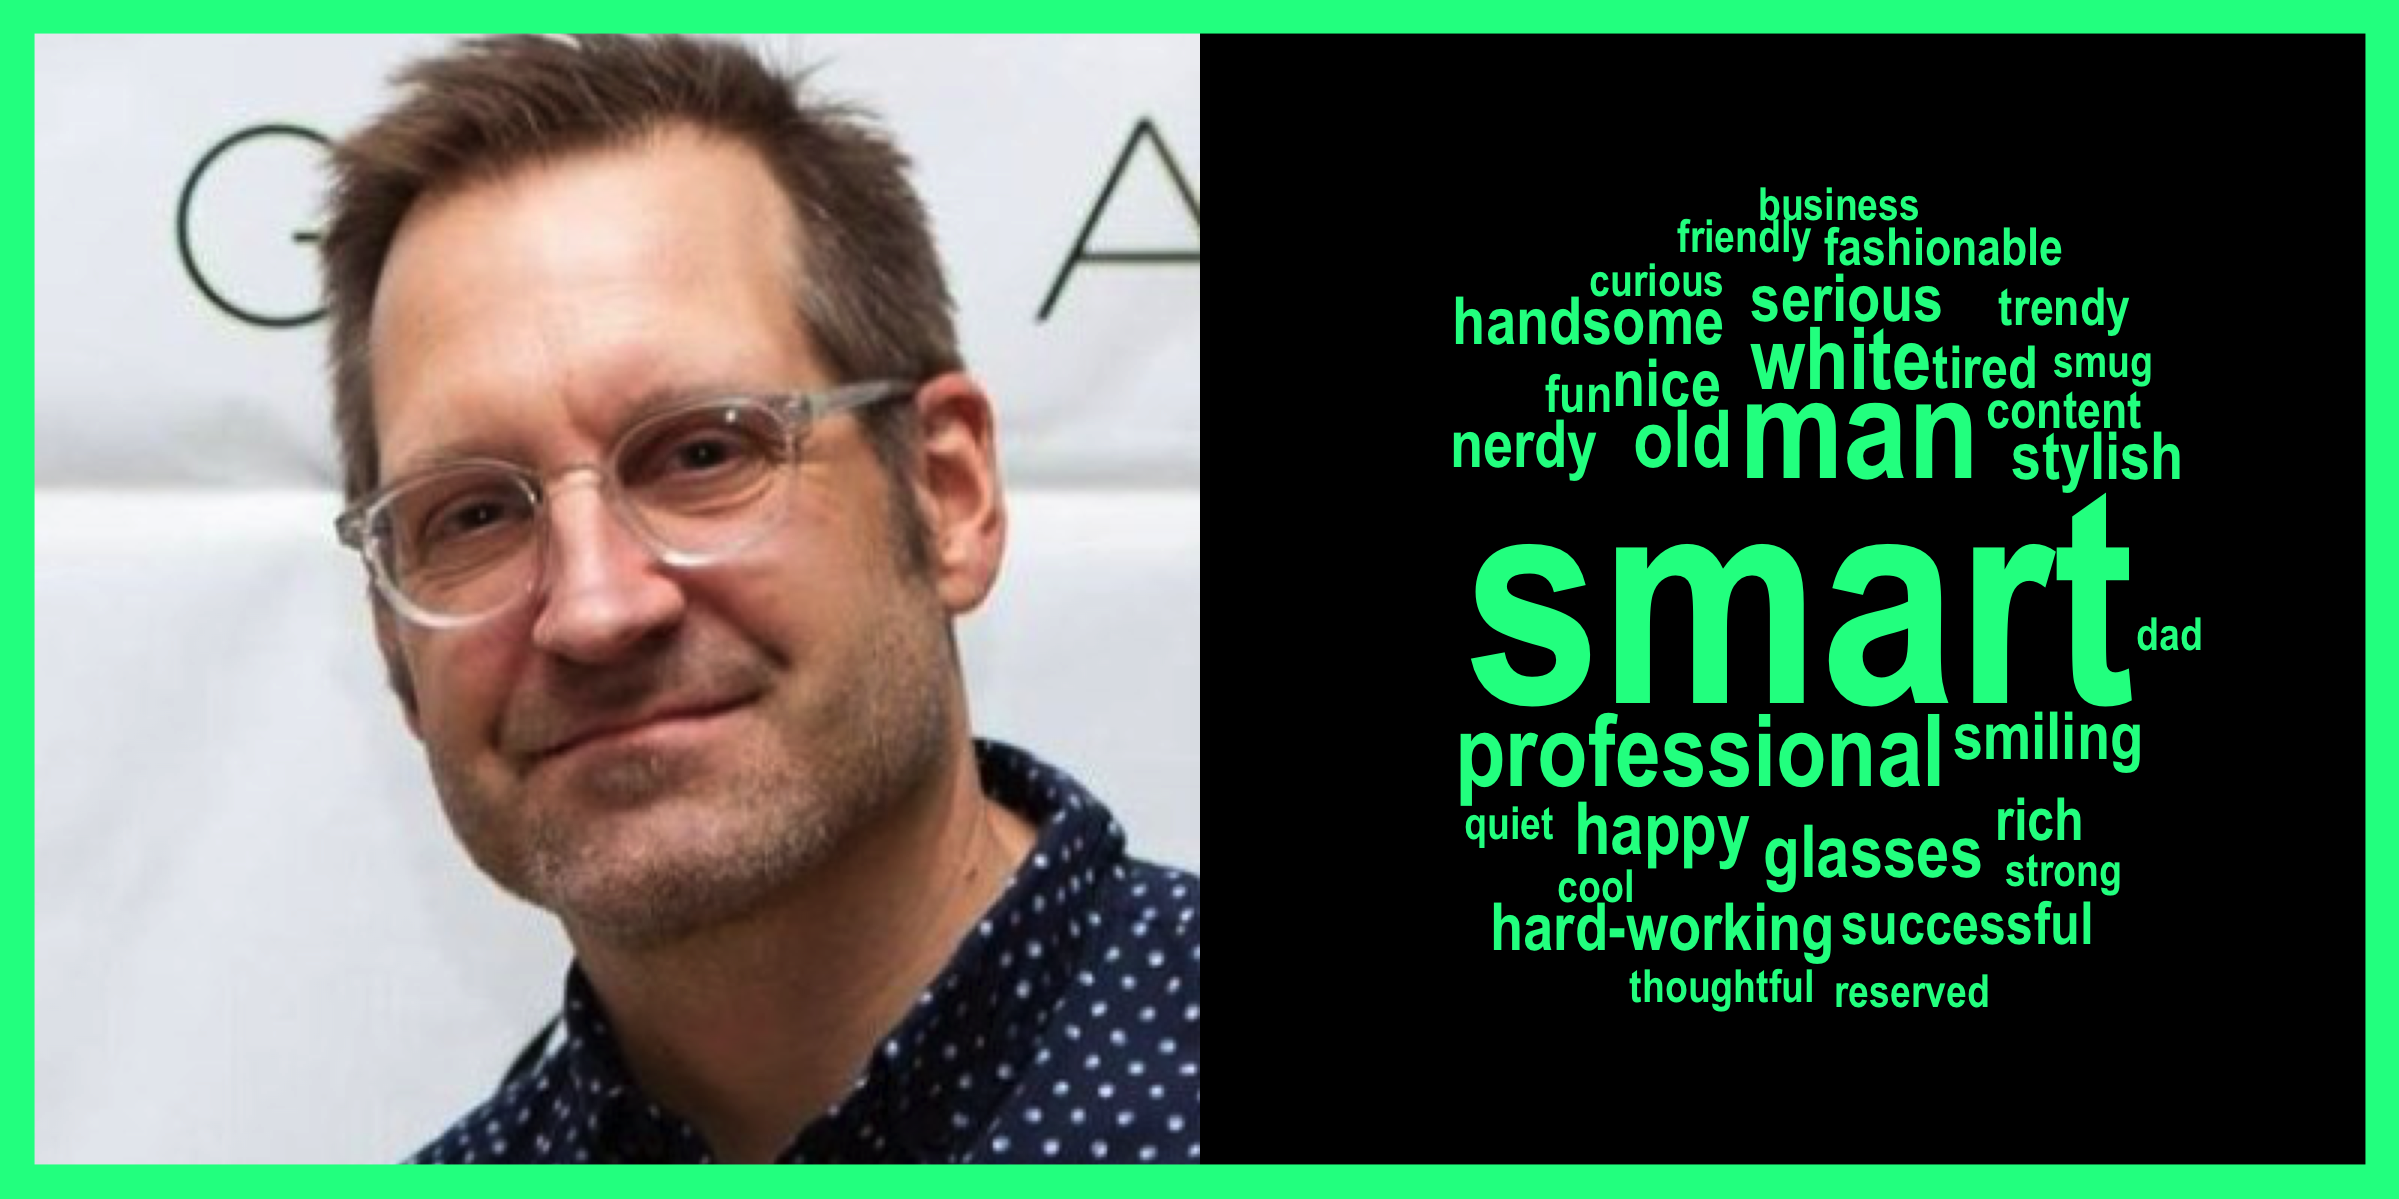 G A
business
friendly fashionable
curious
handsome serious trendy
white tired smug
fun nice
content
nerdy old man stylish
smart
dad
professional smiling
quiet happy glasses rich
strong
cool
hard-working successful
thoughtful reserved